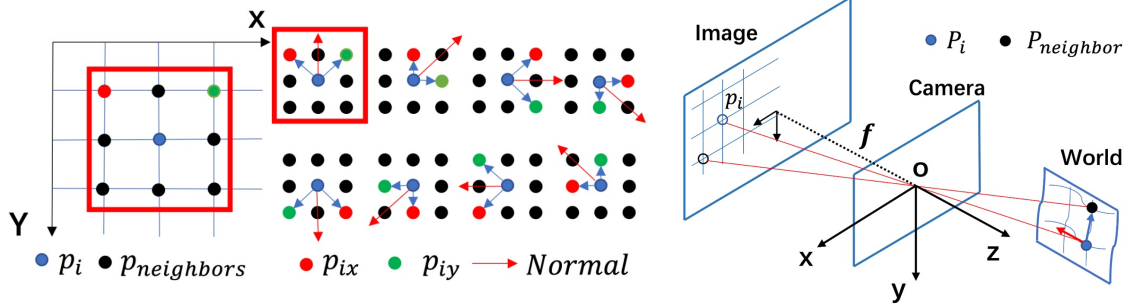 X
Y
p_i p_neighbors p_ix p_iy Normal
Image
P_i P_neighbor
Camera
p_i
f
O
World
x
y
z